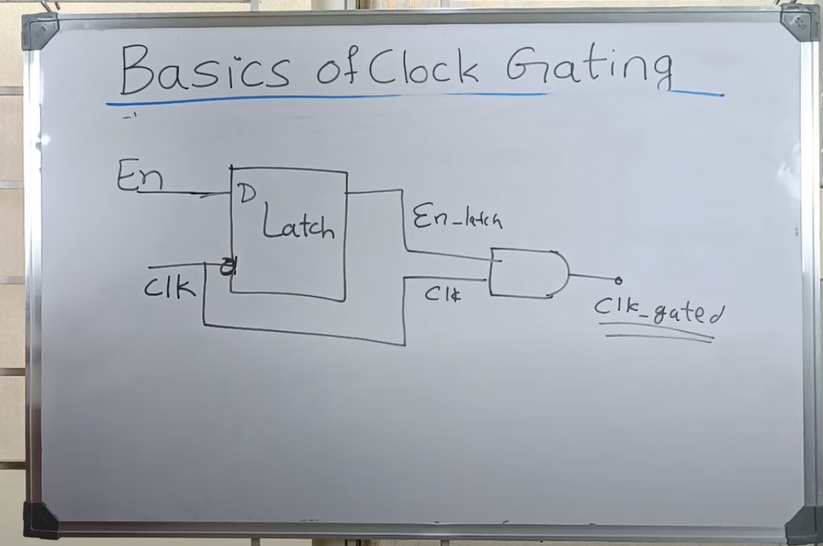 Basics of Clock Gating
En
D
Latch
En_latch
Clk
Clk
Clk_gated